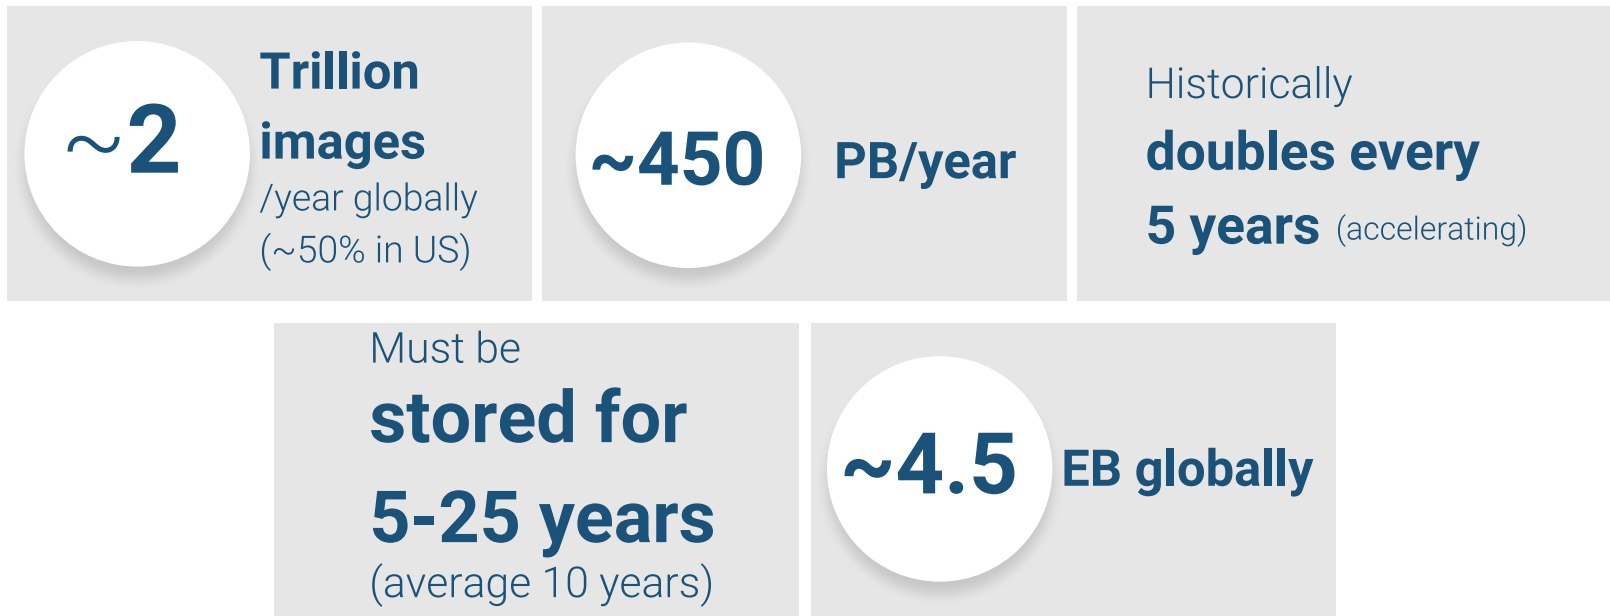 ~2
Trillion
images
/year globally
(~50% in US)
~450
PB/year
Historically
doubles every
5 years (accelerating)
Must be
stored for
5-25 years
(average 10 years)
~4.5
EB globally